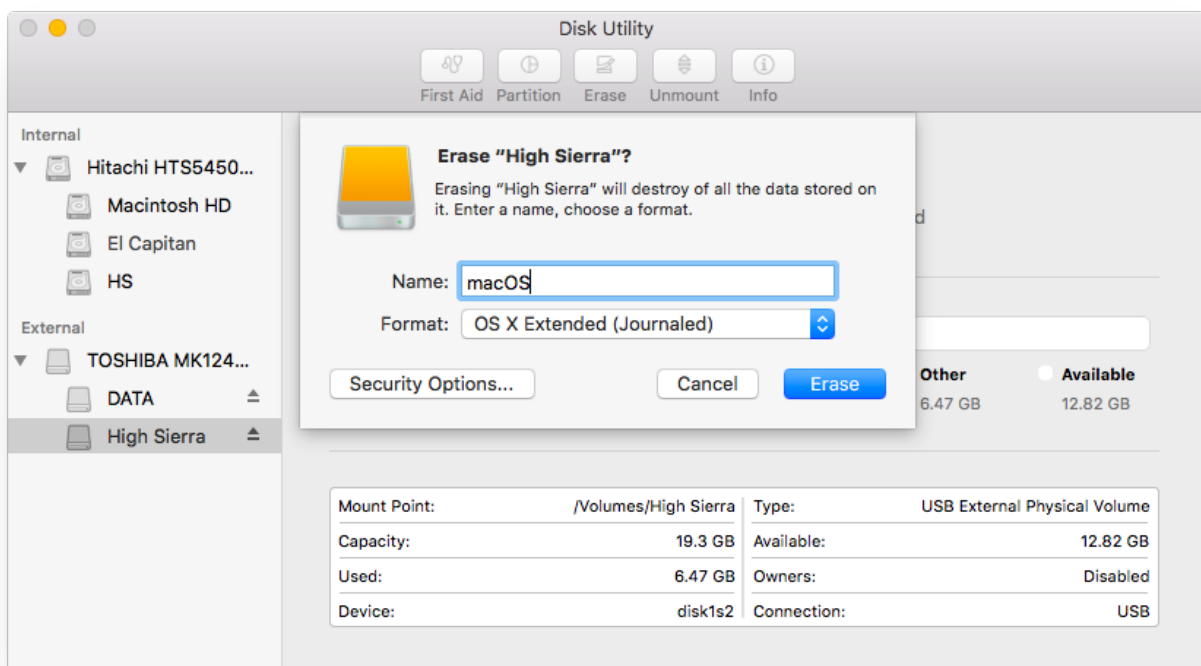 Disk Utility
First Aid Partition Erase Unmount Info
Internal
Hitachi HTS5450...
Macintosh HD
El Capitan
HS
External
TOSHIBA MK124...
DATA
High Sierra
Erase “High Sierra”?
Erasing “High Sierra” will destroy of all the data stored on
it. Enter a name, choose a format.
Name: macOS
Format: OS X Extended (Journaled)
Security Options... Cancel Erase
d
Other Available
6.47 GB 12.82 GB
Mount Point: /Volumes/High Sierra Type: USB External Physical Volume
Capacity: 19.3 GB Available: 12.82 GB
Used: 6.47 GB Owners: Disabled
Device: disk1s2 Connection: USB